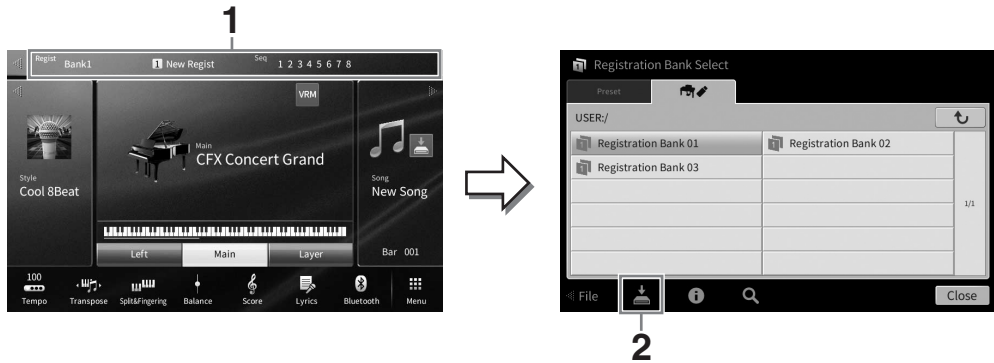 1
Regist Bank1 1 New Regist Seq 1 2 3 4 5 6 7 8
VRM
Main
CFX Concert Grand
Style
Cool 8Beat
Song
New Song
Left Main Layer
Bar 001
100
Tempo Transpose Split&Fingering Balance Score Lyrics Bluetooth Menu
Registration Bank Select
Preset
USER:/
Registration Bank 01 Registration Bank 02
Registration Bank 03
1/1
File Close
2